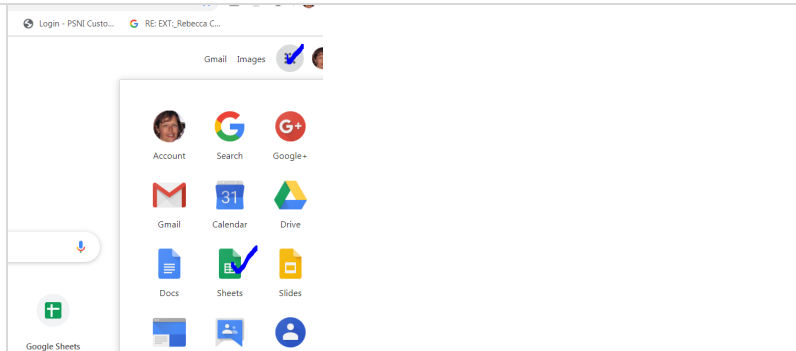 Login - PSNI Custo... RE: EXT:_Rebecca C...
Gmail Images
G G+
Account Search Google+
31
Gmail Calendar Drive
Docs Sheets Slides
Google Sheets